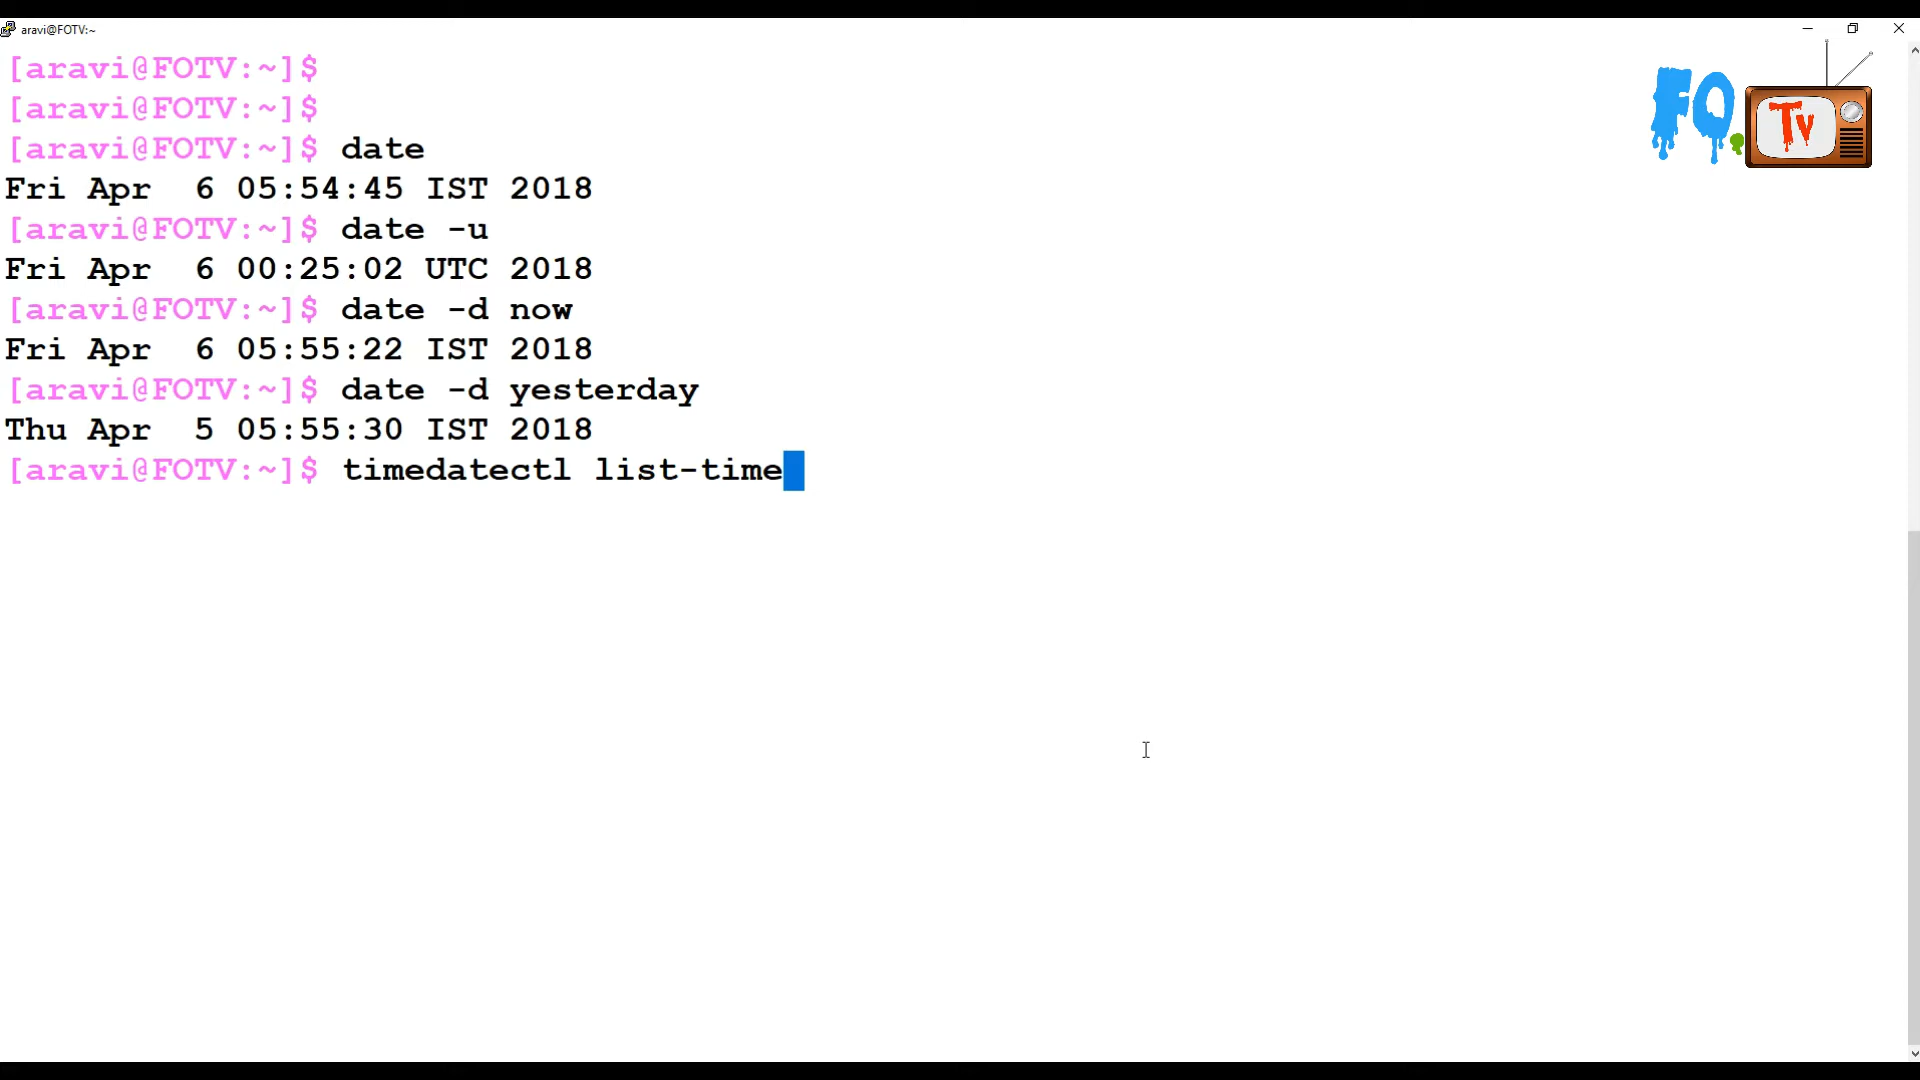 aravi@FOTV:~
[aravi@FOTV:~]$
[aravi@FOTV:~]$
[aravi@FOTV:~]$ date
Fri Apr  6 05:54:45 IST 2018
[aravi@FOTV:~]$ date -u
Fri Apr  6 00:25:02 UTC 2018
[aravi@FOTV:~]$ date -d now
Fri Apr  6 05:55:22 IST 2018
[aravi@FOTV:~]$ date -d yesterday
Thu Apr  5 05:55:30 IST 2018
[aravi@FOTV:~]$ timedatectl list-time
FO.Tv